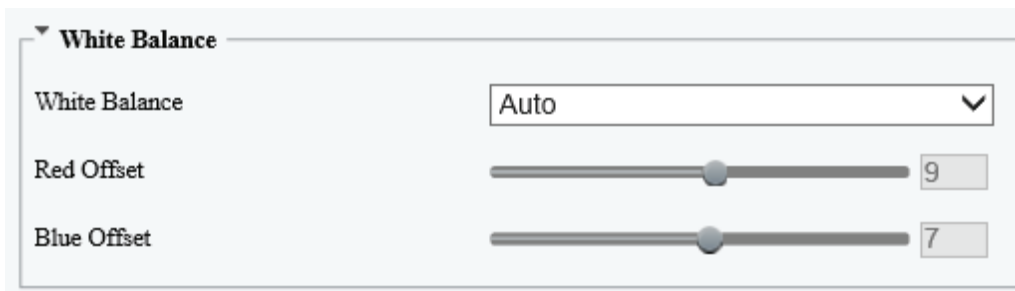 White Balance
White Balance Auto
Red Offset 9
Blue Offset 7